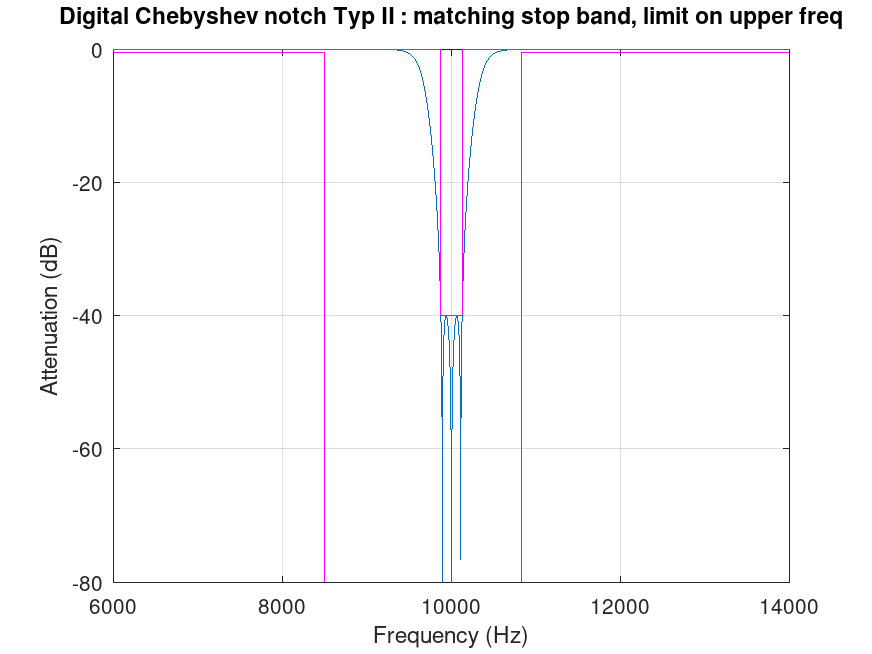 Digital Chebyshev notch Typ II : matching stop band, limit on upper freq
0
-20
-40
-60
-80
Attenuation (dB)
6000 8000 10000 12000 14000
Frequency (Hz)